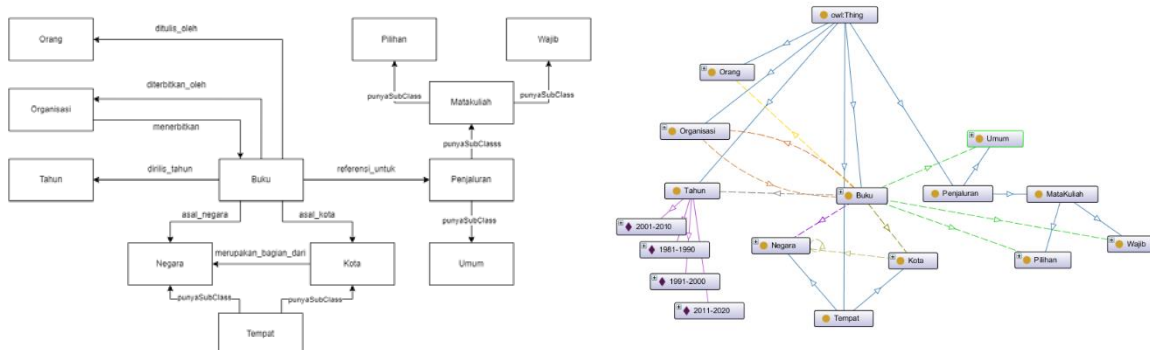 Orang
ditulis_oleh
Pilihan
Wajib
punyaSubClass
punyaSubClass
Organisasi
diterbitkan_oleh
menerbitkan
Matakuliah
punyaSubClasss
Tahun
dirilis_tahun
Buku
referensi_untuk
Penjaluran
asal_negara
asal_kota
punyaSubClass
Negara
merupakan_bagian_dari
Kota
Umum
punyaSubClass
punyaSubClass
Tempat
owl:Thing
Orang
Organisasi
Umum
Tahun
Buku
Penjaluran
MataKuliah
2001-2010
1981-1990
Negara
Kota
Pilihan
Wajib
1991-2000
2011-2020
Tempat